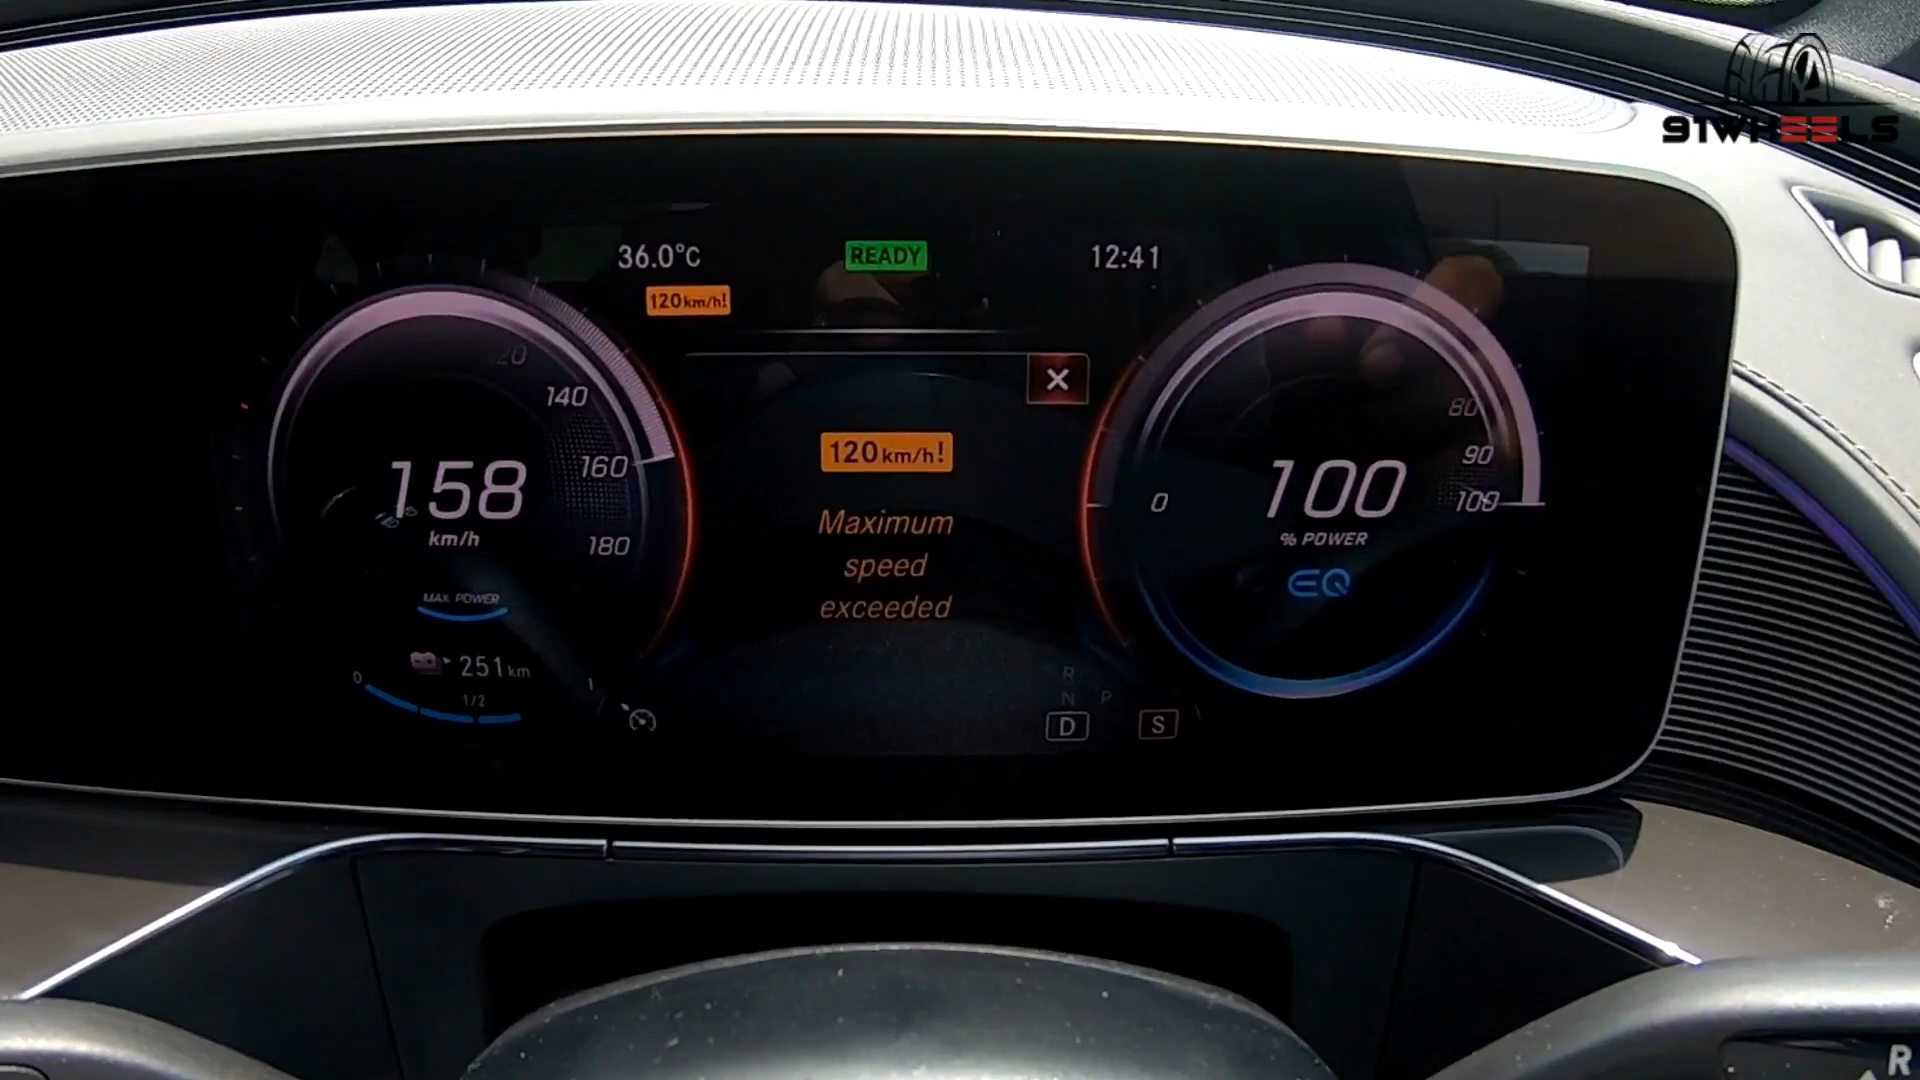 91WHEELS
36.0°C
READY
12:41
120km/h!
20
140
160
180
158
km/h
MAX POWER
251km
0
1/2
1
120km/h!
Maximum
speed
exceeded
R
N
P
D
S
80
90
100
0
100
% POWER
EQ
R